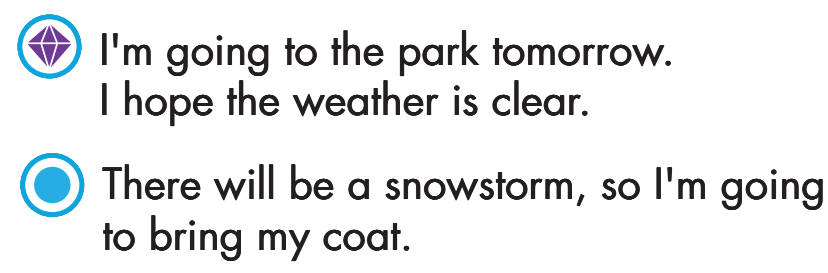 I'm going to the park tomorrow.
I hope the weather is clear.
There will be a snowstorm, so I'm going
to bring my coat.